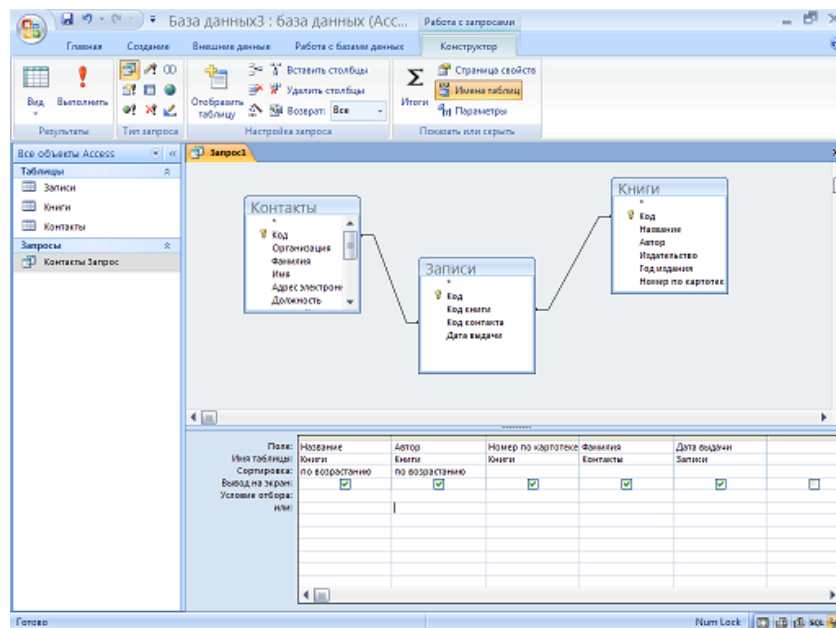 База данных3 : база данных (Acc...
Работа с запросами
Главная Создание Внешние данные Работа с базами данных Конструктор
Вид
Выполнить
Результаты
Тип запроса
Отобразить таблицу
Вставить столбцы
Удалить столбцы
Возврат: Все
Настройка запроса
Итоги
Страница свойств
Имена таблиц
Параметры
Показать или скрыть
Все объекты Access
Таблицы
Записи
Книги
Контакты
Запросы
Контакты Запрос
Запрос1
Контакты
*
Код
Организация
Фамилия
Имя
Адрес электрон
Должность
Записи
*
Код
Код книги
Код контакта
Дата выдачи
Книги
*
Код
Название
Автор
Издательство
Год издания
Номер по картотек
Поле: Название Автор Номер по картотеке Фамилия Дата выдачи
Имя таблицы: Книги Книги Книги Контакты Записи
Сортировка: по возрастанию по возрастанию
Вывод на экран:
Условие отбора:
или:
Готово
Num Lock
SQL